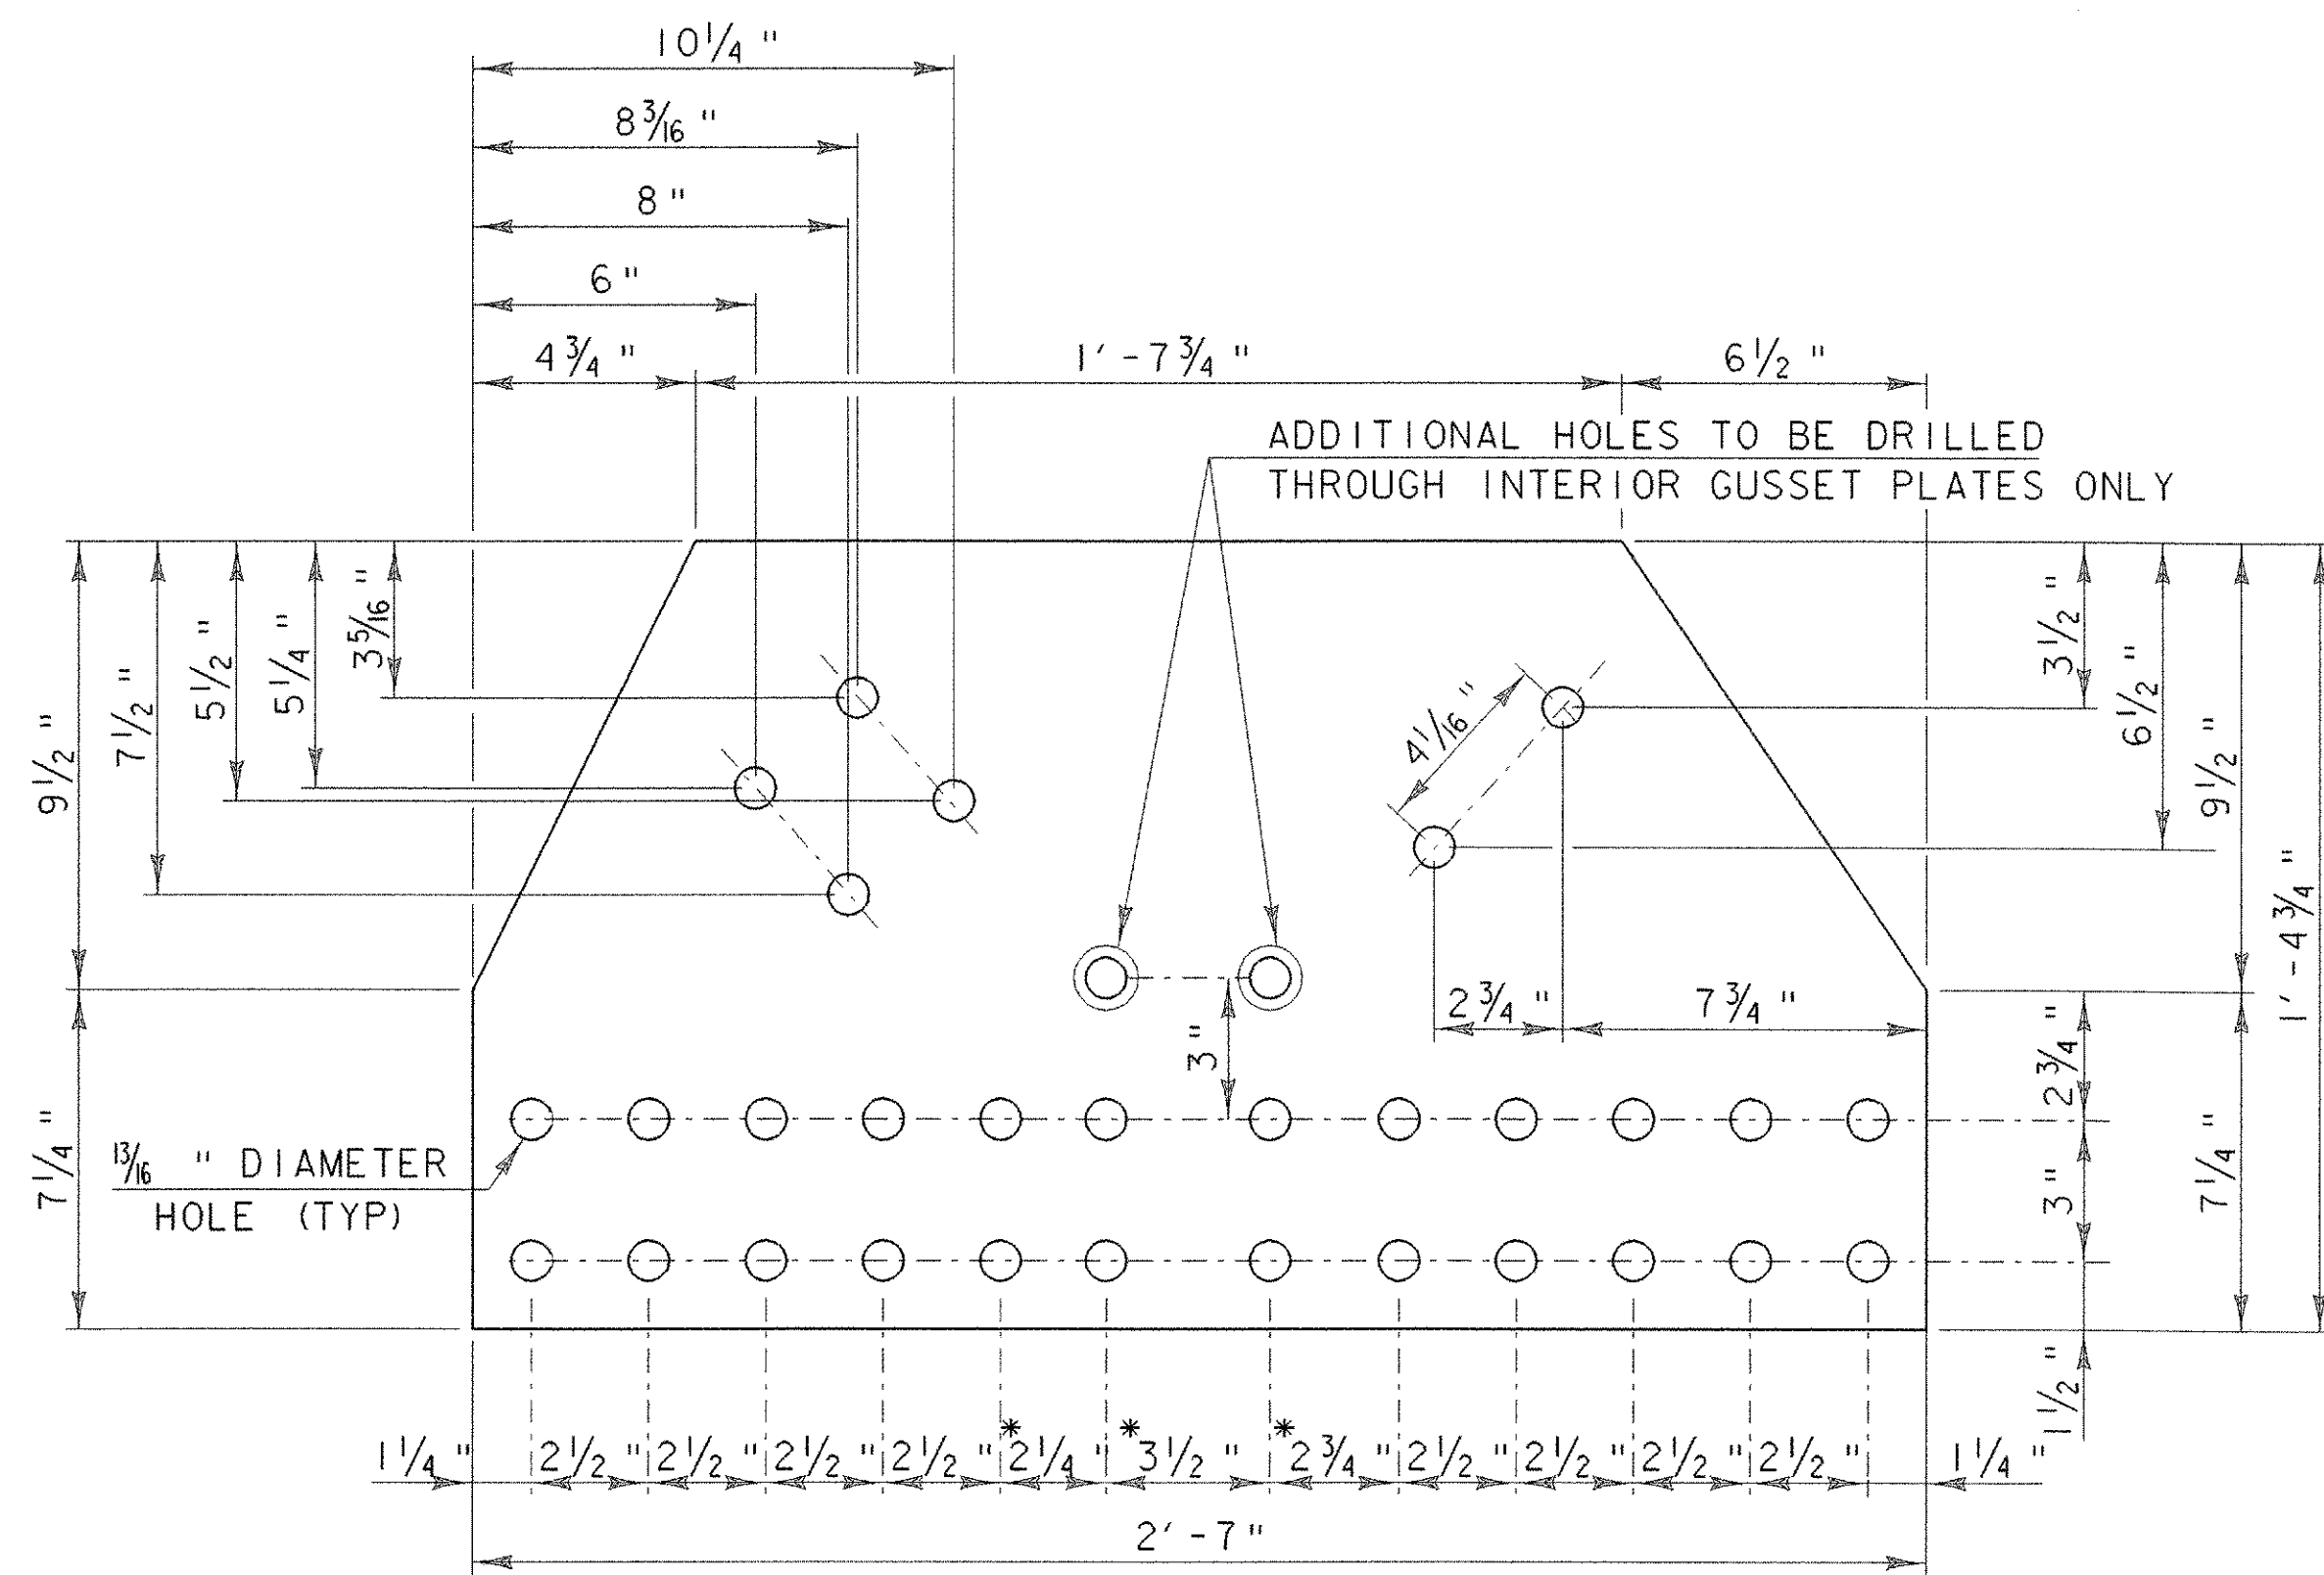 10 1/4 "
8 3/16 "
8 "
6 "
4 3/4 "
1' - 7 3/4 "
6 1/2 "
ADDITIONAL HOLES TO BE DRILLED
THROUGH INTERIOR GUSSET PLATES ONLY
9 1/2 "
7 1/2 "
5 1/2 "
5 1/4 "
3 5/16 "
4 1/16 "
3 1/2 "
6 1/2 "
9 1/2 "
1' - 4 3/4 "
2 3/4 "
7 3/4 "
3 "
2 3/4 "
7 1/4 "
13/16 " DIAMETER
HOLE (TYP)
3 "
7 1/4 "
1 1/2 "
1 1/4 " 2 1/2 " 2 1/2 " 2 1/2 " 2 1/2 " *2 1/4 " *3 1/2 " *2 3/4 " 2 1/2 " 2 1/2 " 2 1/2 " 2 1/2 " 1 1/4 "
2' - 7 "